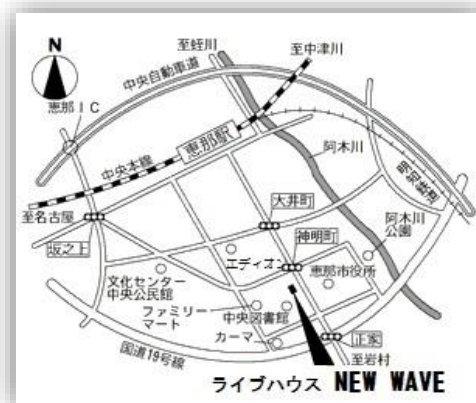 N
至蛭川
至中津川
中央自動車道
恵那IC
恵那駅
中央本線
阿木川
明知鉄道
至名古屋
大井町
坂之上
神明町
阿木川
公園
エディオン
文化センター
中央公民館
恵那市役所
ファミリー
マート
中央図書館
カーマ
正家
国道19号線
至岩村
ライブハウス NEW WAVE